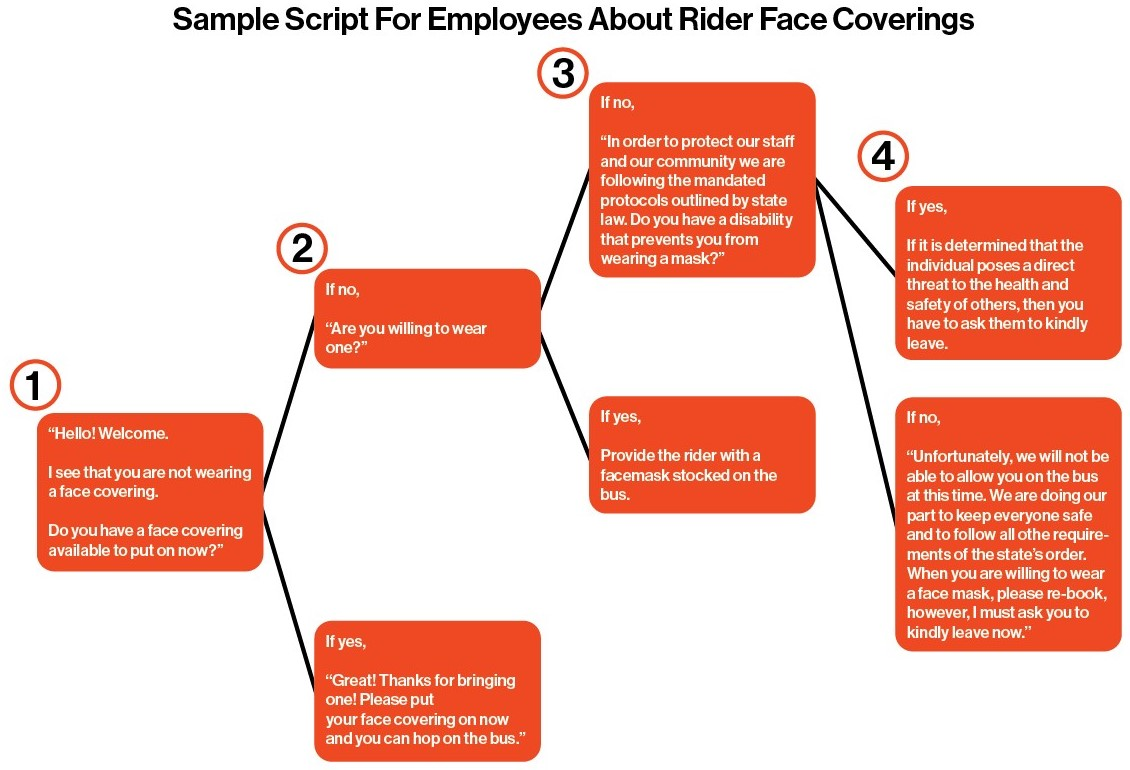 Sample Script For Employees About Rider Face Coverings
1
“Hello! Welcome.
I see that you are not wearing
a face covering.
Do you have a face covering
available to put on now?”
2
If no,
“Are you willing to wear
one?”
If yes,
“Great! Thanks for bringing
one! Please put
your face covering on now
and you can hop on the bus.”
3
If no,
“In order to protect our staff
and our community we are
following the mandated
protocols outlined by state
law. Do you have a disability
that prevents you from
wearing a mask?”
If yes,
Provide the rider with a
facemask stocked on the
bus.
4
If yes,
If it is determined that the
individual poses a direct
threat to the health and
safety of others, then you
have to ask them to kindly
leave.
If no,
“Unfortunately, we will not be
able to allow you on the bus
at this time. We are doing our
part to keep everyone safe
and to follow all othe require-
ments of the state’s order.
When you are willing to wear
a face mask, please re-book,
however, I must ask you to
kindly leave now.”